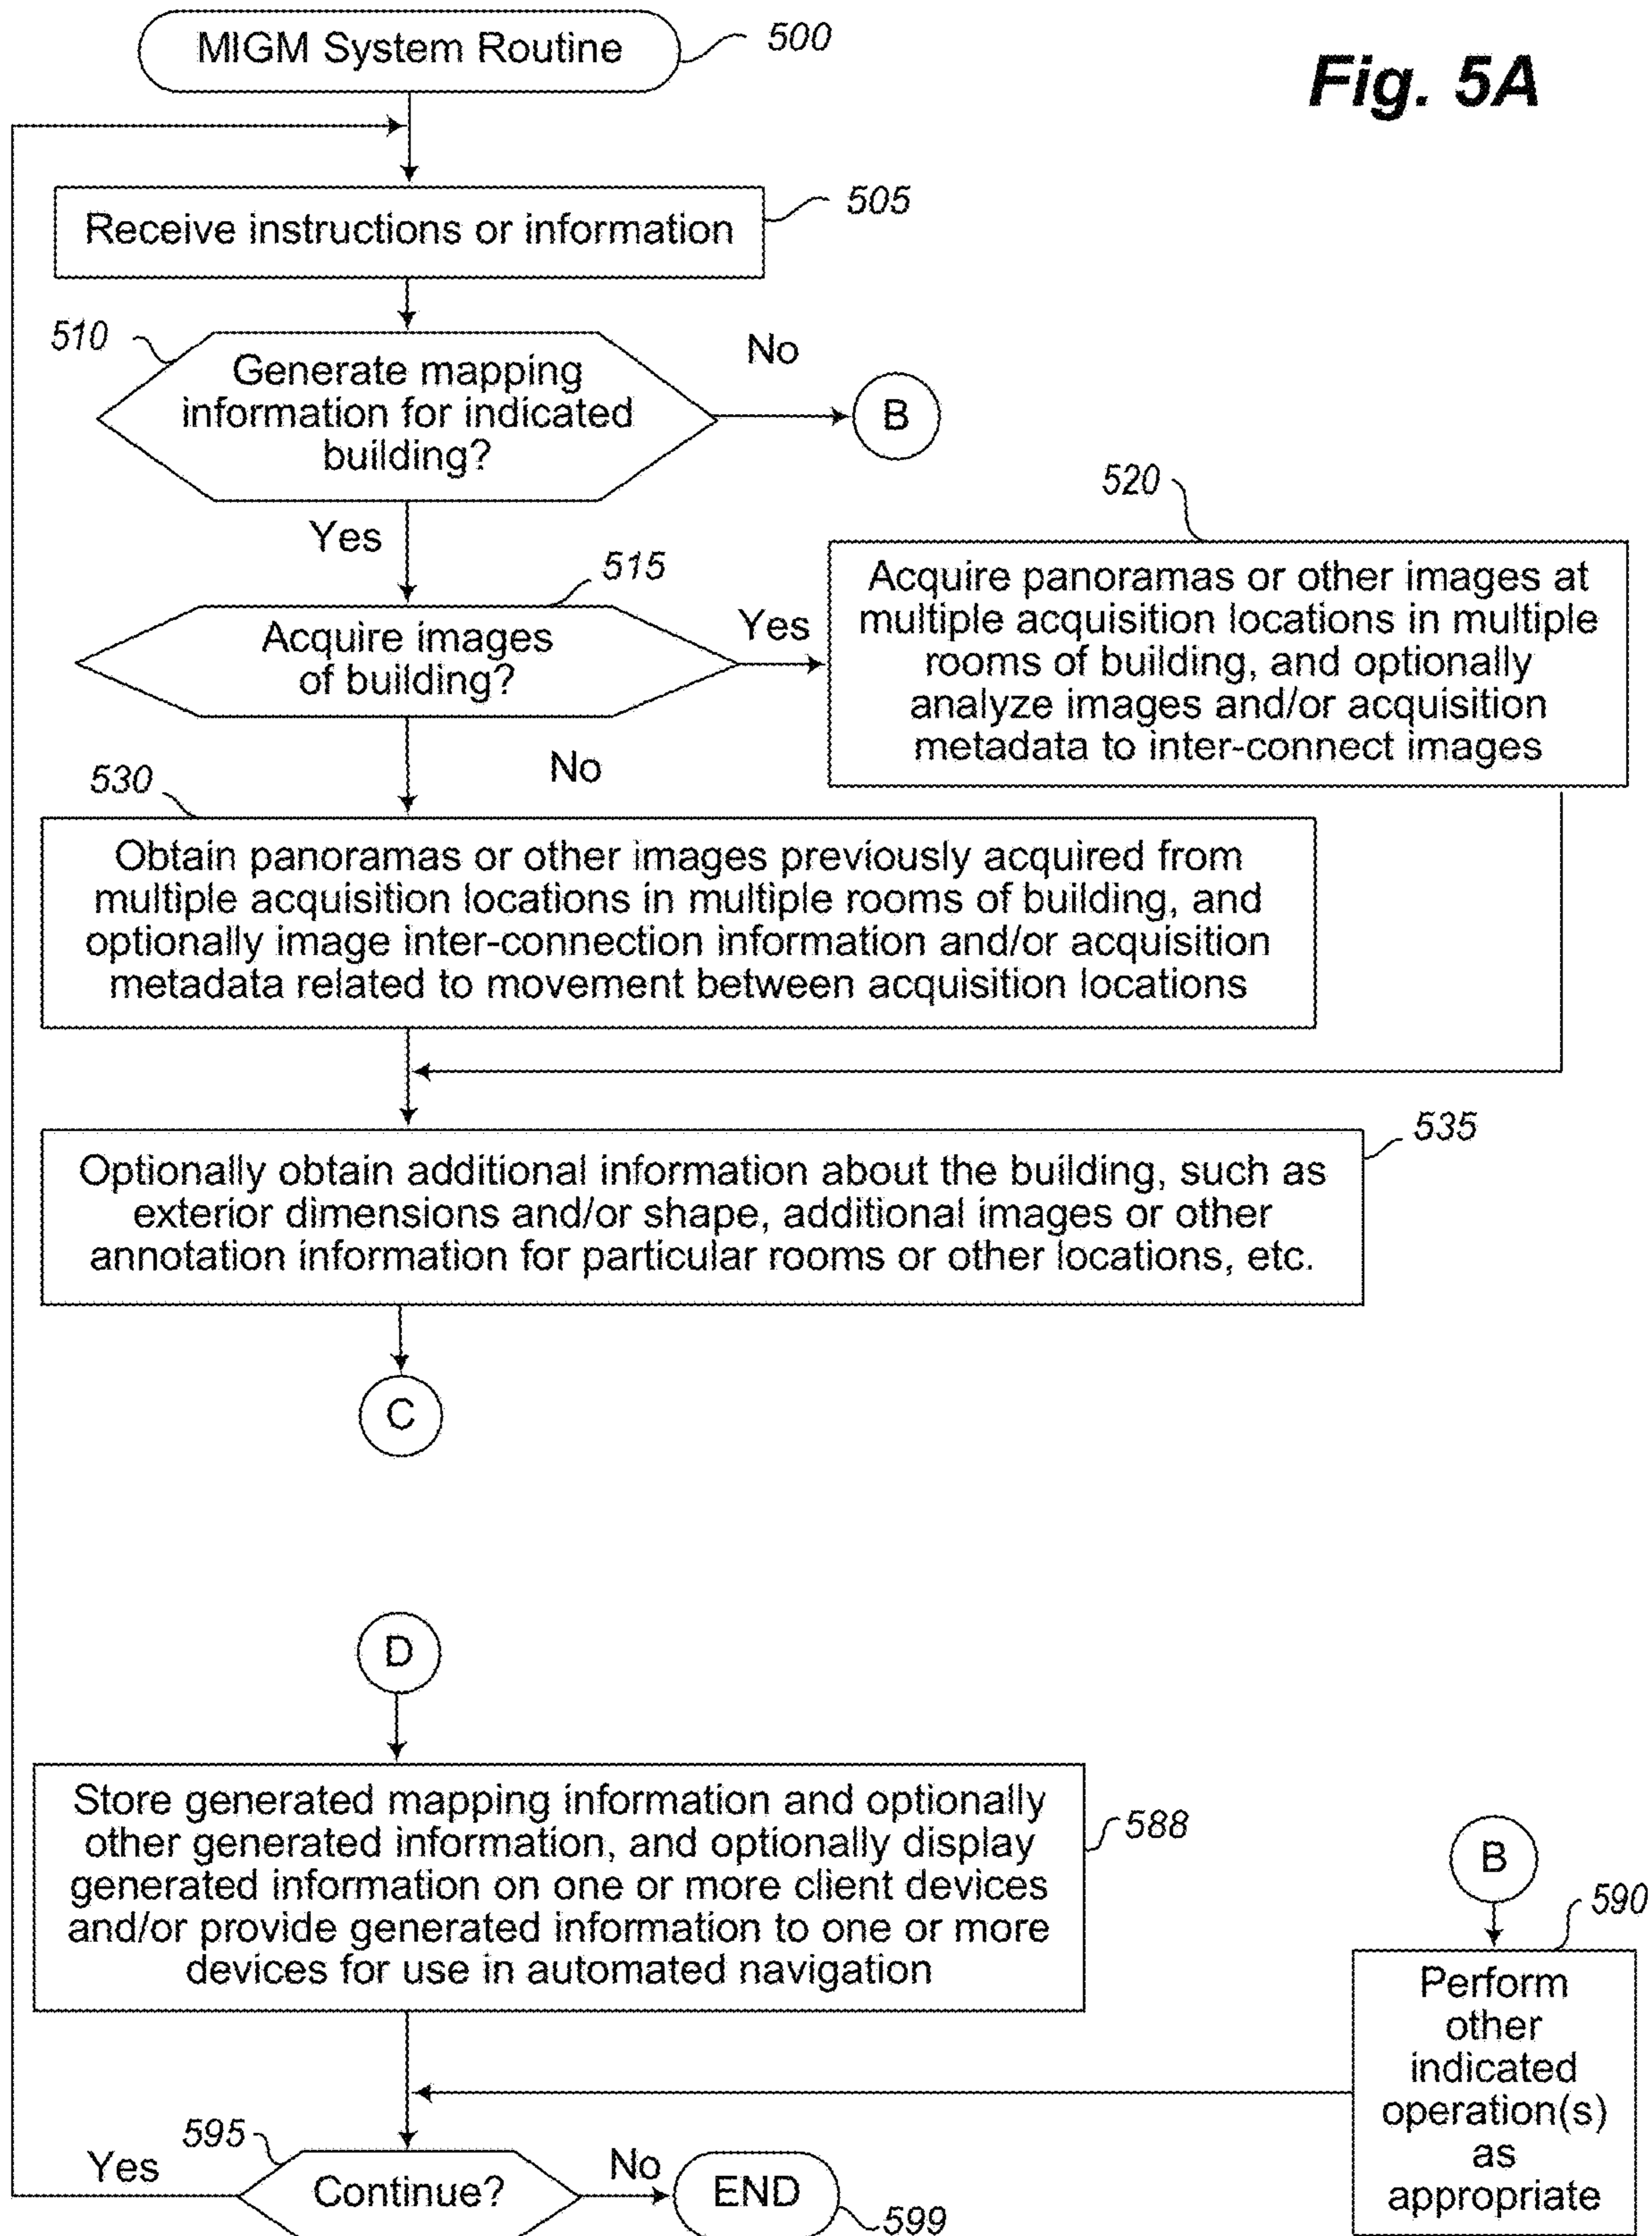 MIGM System Routine
500
Fig. 5A
Receive instructions or information
505
510
Generate mapping
information for indicated
building?
No
B
Yes
515
Acquire images
of building?
Yes
520
Acquire panoramas or other images at
multiple acquisition locations in multiple
rooms of building, and optionally
analyze images and/or acquisition
metadata to inter-connect images
No
530
Obtain panoramas or other images previously acquired from
multiple acquisition locations in multiple rooms of building, and
optionally image inter-connection information and/or acquisition
metadata related to movement between acquisition locations
535
Optionally obtain additional information about the building, such as
exterior dimensions and/or shape, additional images or other
annotation information for particular rooms or other locations, etc.
C
D
Store generated mapping information and optionally
other generated information, and optionally display
generated information on one or more client devices
and/or provide generated information to one or more
devices for use in automated navigation
588
B
590
Perform
other
indicated
operation(s)
as
appropriate
595
Yes
Continue?
No
END
599